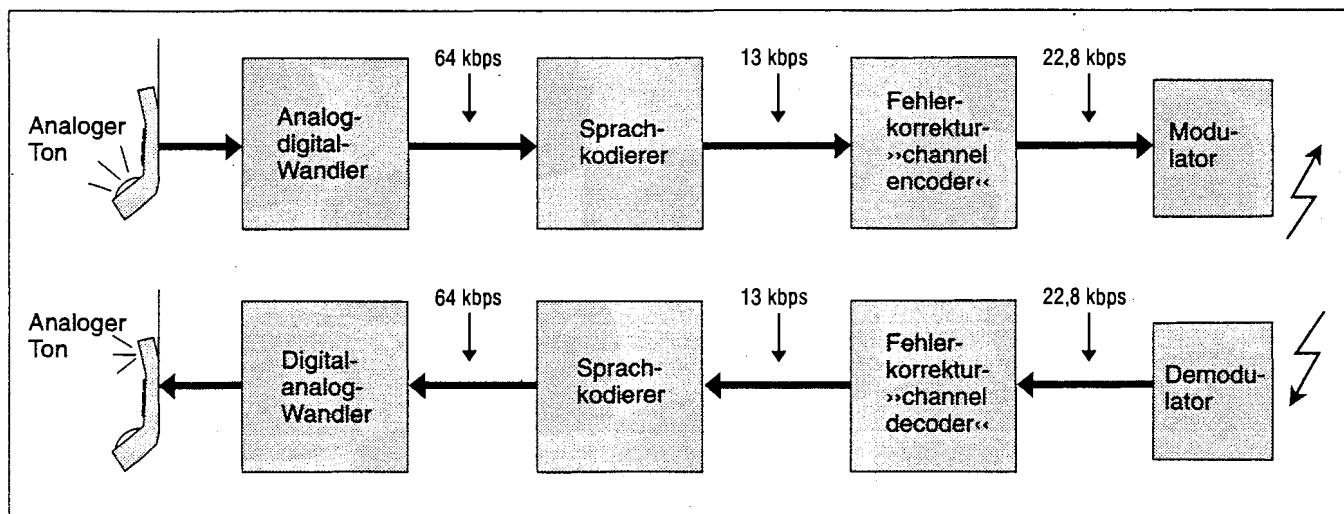 64 kbps
13 kbps
22,8 kbps
Analoger
Ton
Analog-
digital-
Wandler
Sprach-
kodierer
Fehler-
korrektur-
››channel
encoder‹‹
Modu-
lator
64 kbps
13 kbps
22,8 kbps
Analoger
Ton
Digital-
analog-
Wandler
Sprach-
kodierer
Fehler-
korrektur-
››channel
decoder‹‹
Demodu-
lator